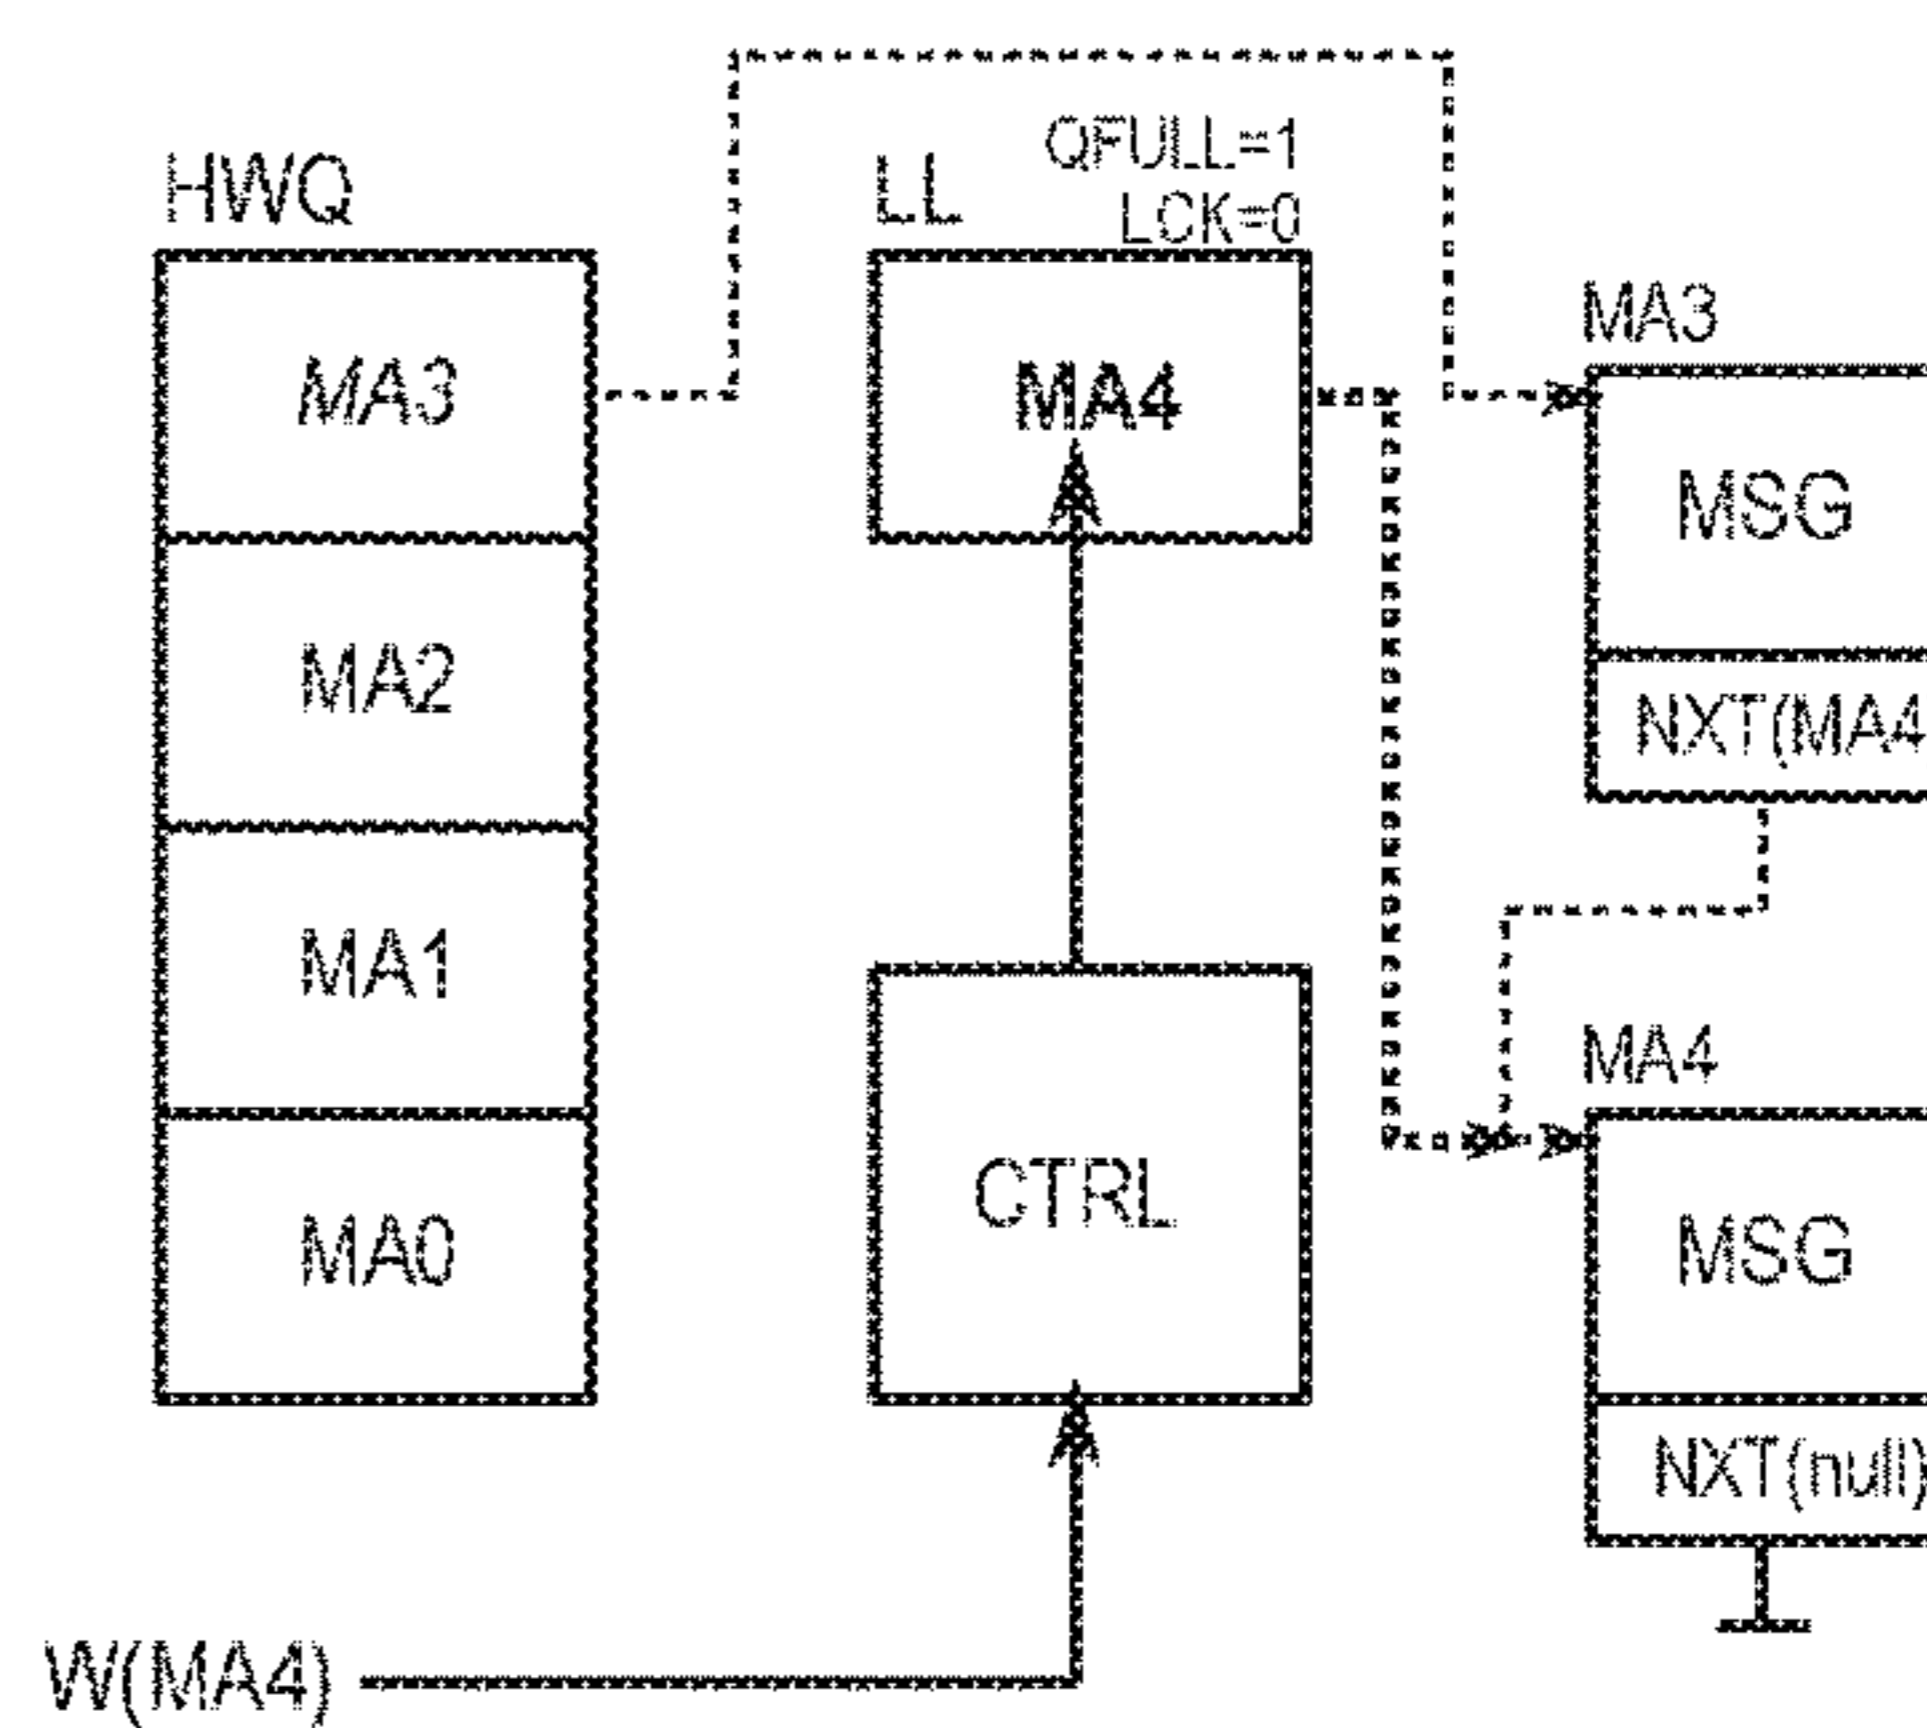 HWQ
LL
QFULL=1
LCK=0
MA3
MA2
MA1
MA0
MA4
CTRL
W(MA4)
MA3
MSG
NXT(MA4
MA4
MSG
NXT(null)